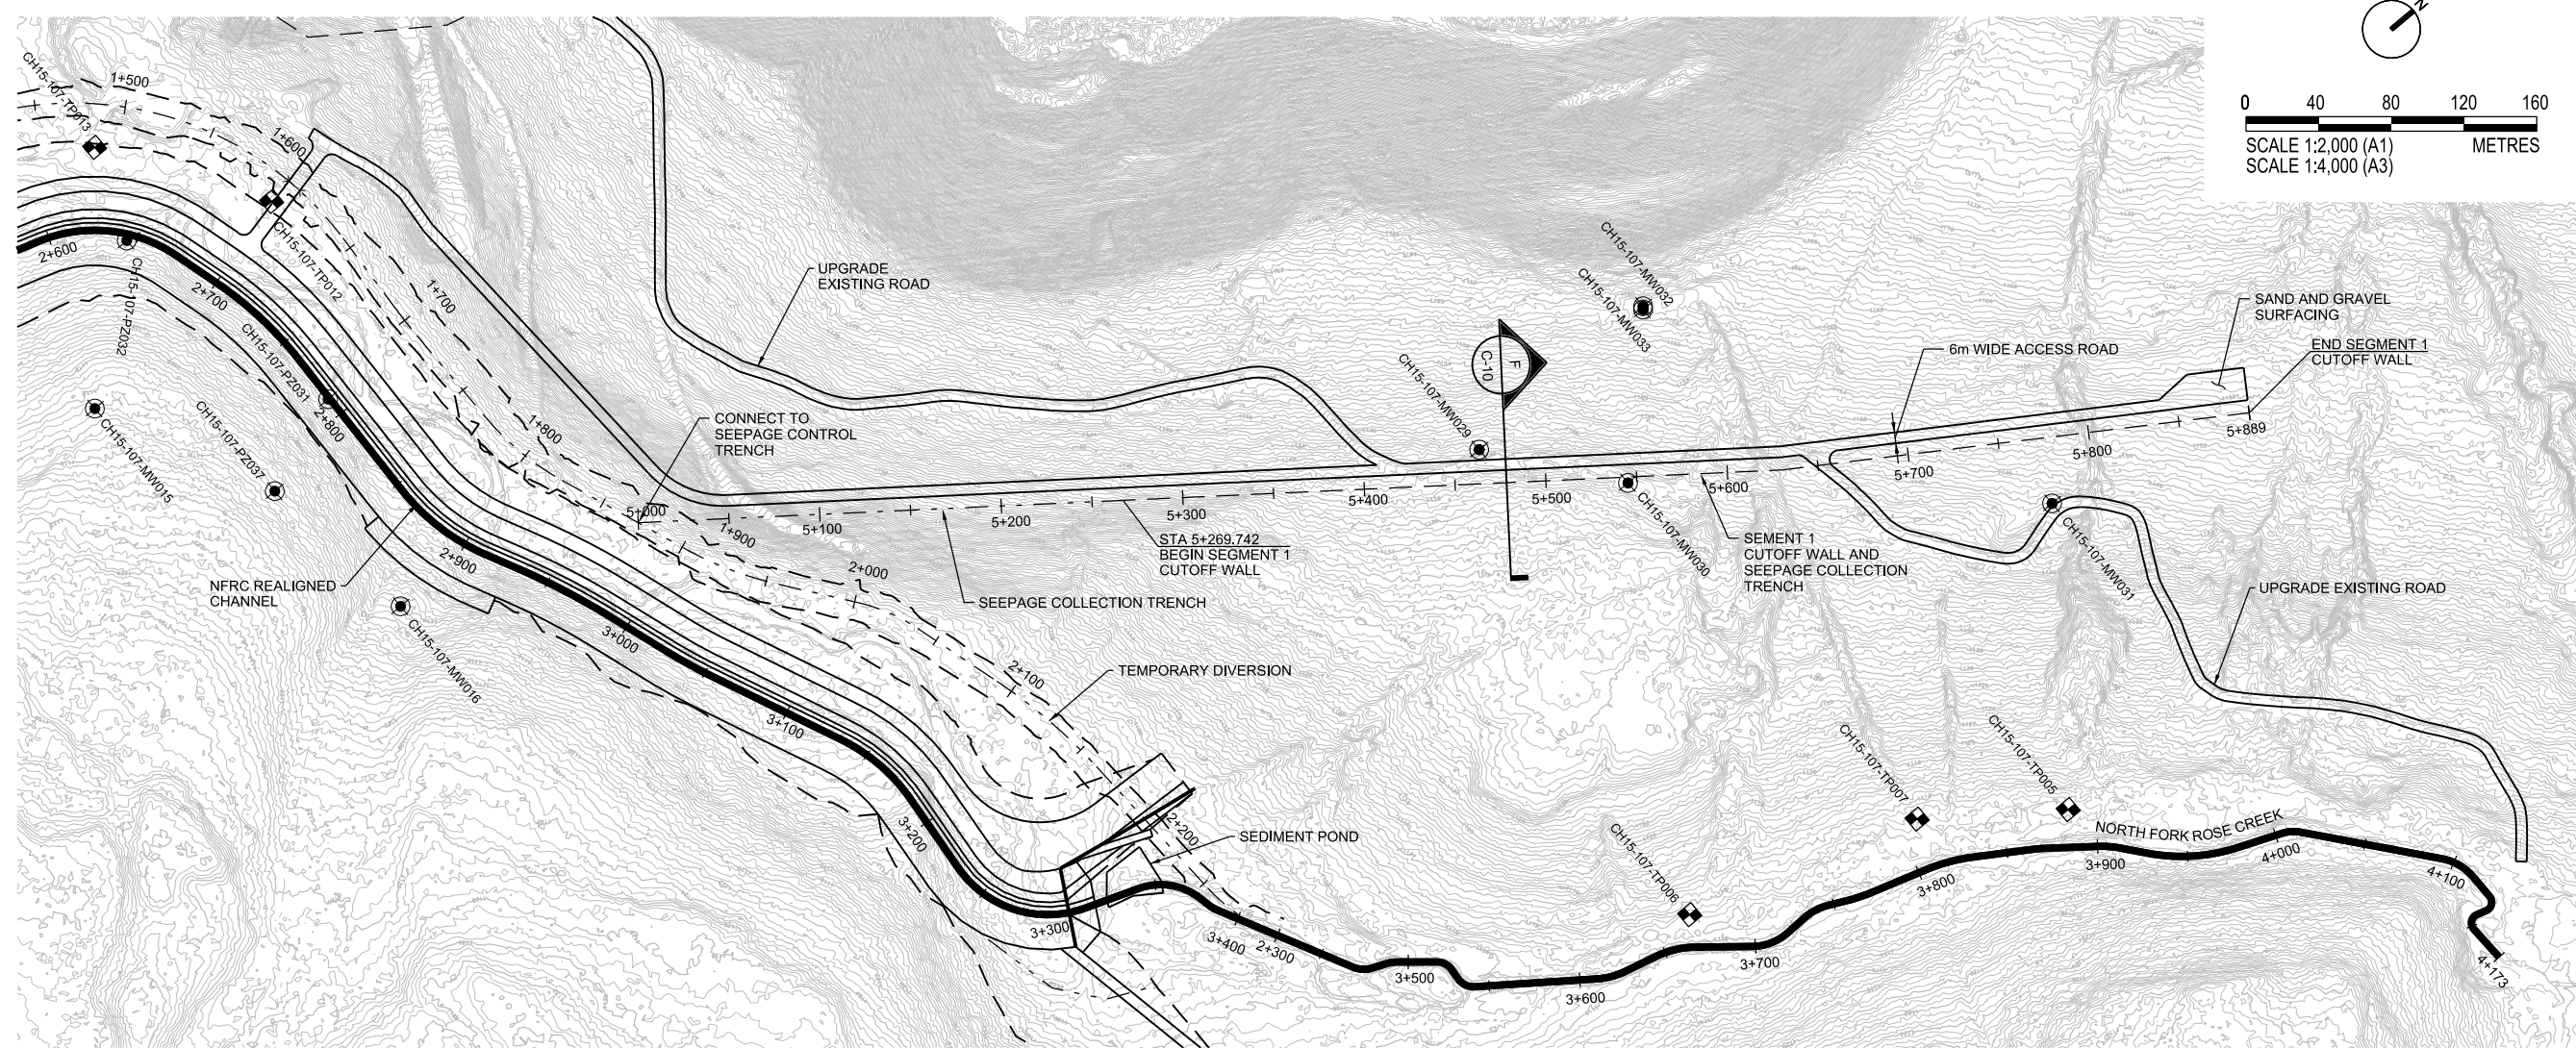 N
0 40 80 120 160
SCALE 1:2,000 (A1) METRES
SCALE 1:4,000 (A3)
CH15-107-TP013
1+500
1+600
CH15-107-TP012
2+600
CH15-107-PZ032
2+700
1+700
CH15-107-PZ031
2+800
CH15-107-MW015
CH15-107-PZ037
1+800
UPGRADE
EXISTING ROAD
CONNECT TO
SEEPAGE CONTROL
TRENCH
5+000
1+900
5+100
5+200
5+300
5+400
5+500
5+600
5+700
5+800
5+889
CH15-107-MW032
CH15-107-MW033
CH15-107-MW029
F
C-10
6m WIDE ACCESS ROAD
SAND AND GRAVEL
SURFACING
END SEGMENT 1
CUTOFF WALL
STA 5+269.742
BEGIN SEGMENT 1
CUTOFF WALL
SEEPAGE COLLECTION TRENCH
CH15-107-MW030
SEMENT 1
CUTOFF WALL AND
SEEPAGE COLLECTION
TRENCH
CH15-107-MW031
UPGRADE EXISTING ROAD
NFRC REALIGNED
CHANNEL
2+900
CH15-107-MW016
3+000
2+000
2+100
TEMPORARY DIVERSION
3+100
3+200
2+200
SEDIMENT POND
3+300
3+400
2+300
3+500
3+600
CH15-107-TP006
3+700
CH15-107-TP007
3+800
CH15-107-TP005
NORTH FORK ROSE CREEK
3+900
4+000
4+100
4+173